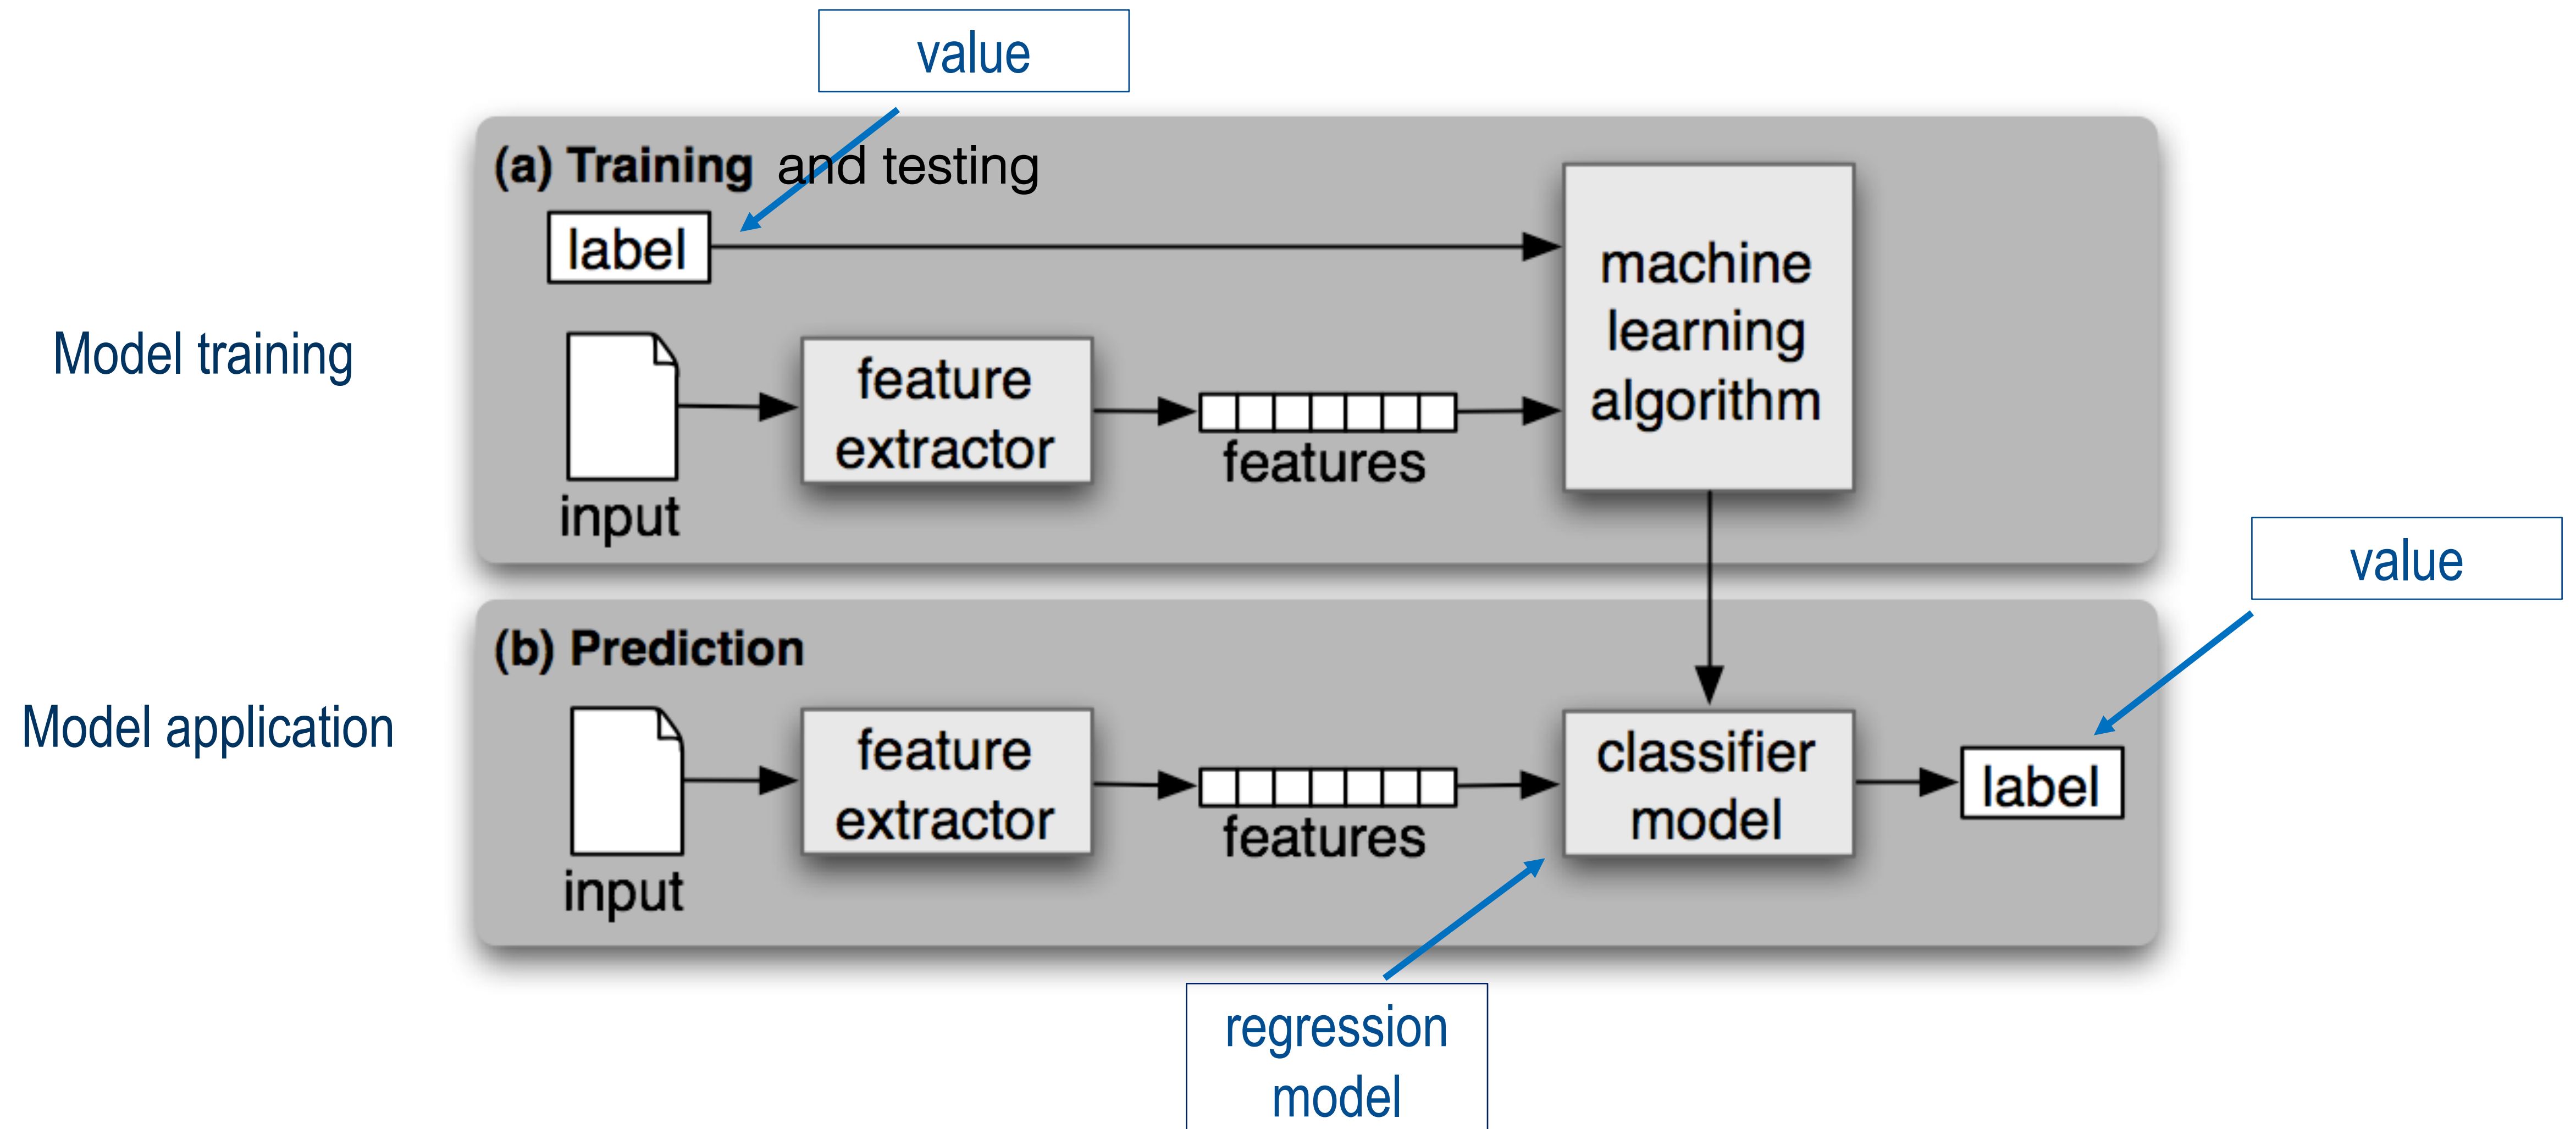 value
(a) Training and testing
label
machine
learning
algorithm
Model training
feature
extractor
features
input
value
(b) Prediction
Model application
feature
extractor
features
input
classifier
model
label
regression
model